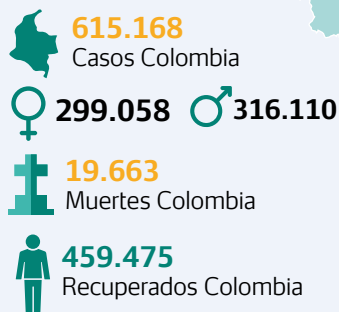 615.168
Casos Colombia
299.058 316.110
19.663
Muertes Colombia
459.475
Recuperados Colombia